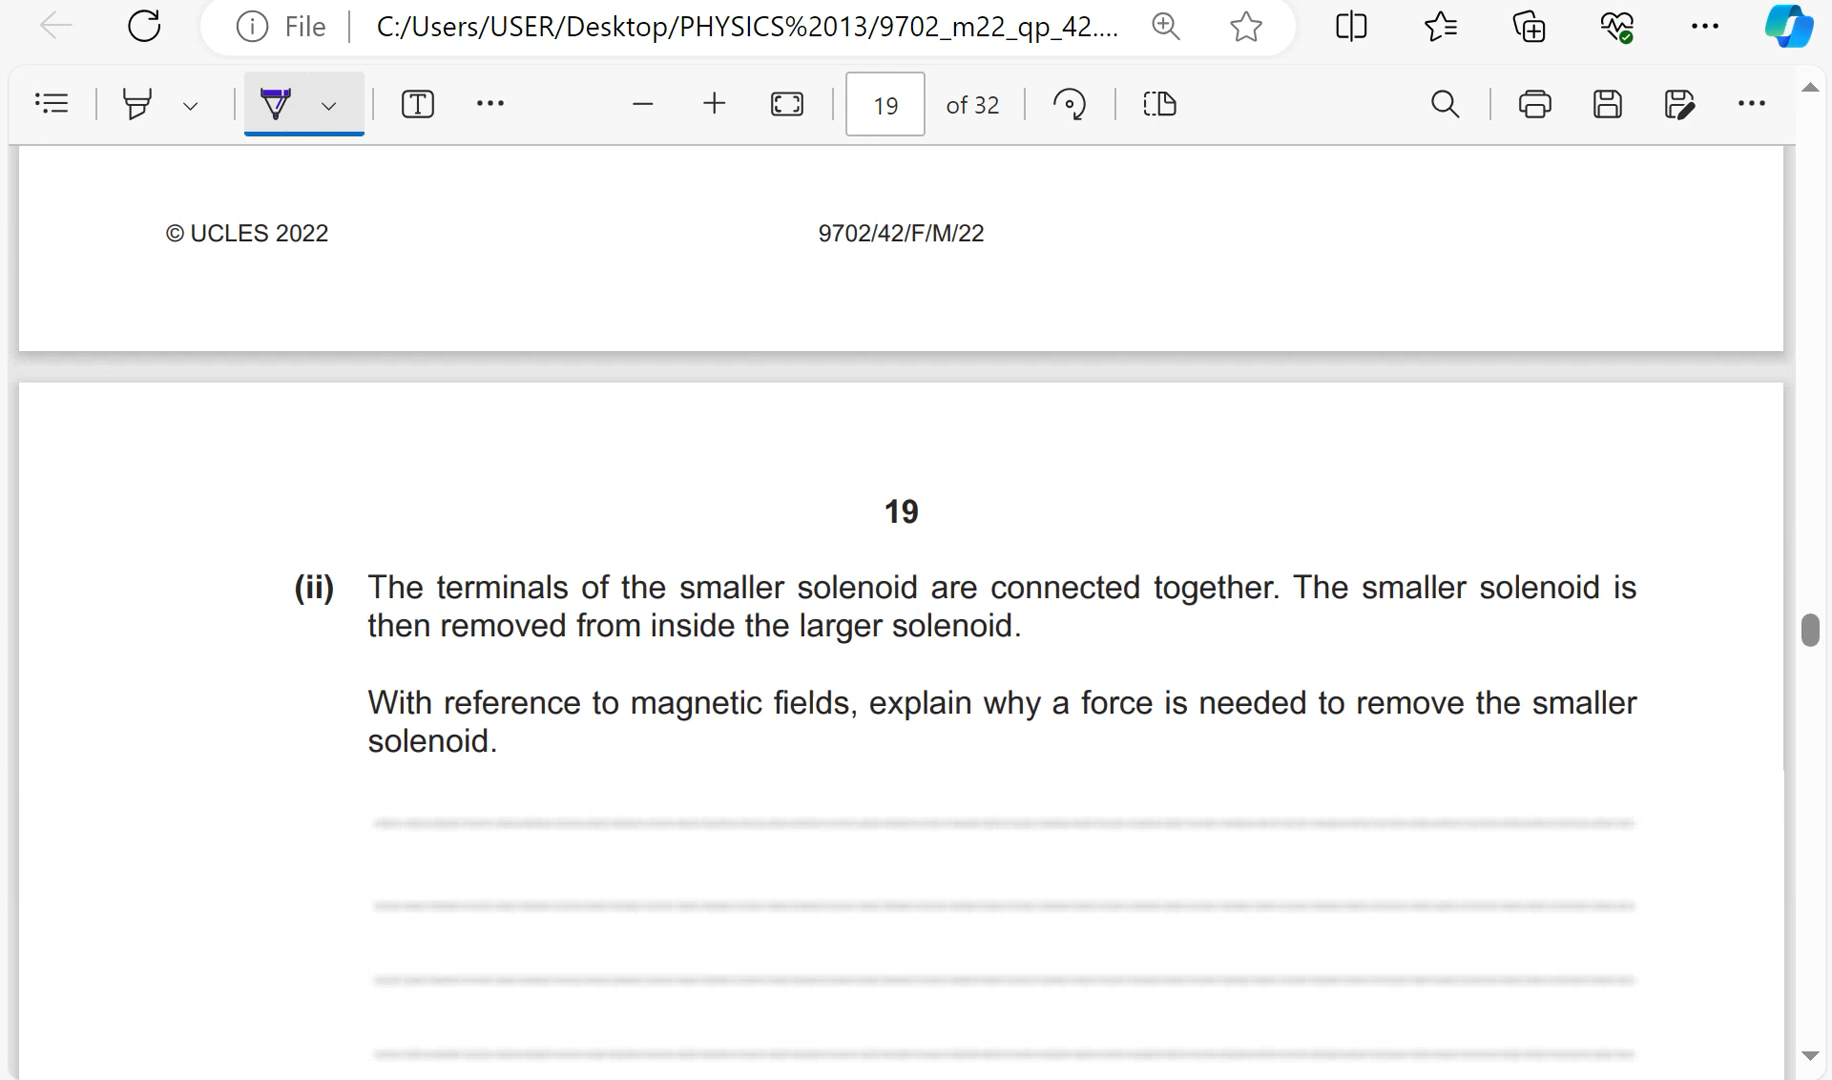 File
C:/Users/USER/Desktop/PHYSICS%2013/9702_m22_qp_42....
T
19 of 32
© UCLES 2022
9702/42/F/M/22
19
(ii) The terminals of the smaller solenoid are connected together. The smaller solenoid is
then removed from inside the larger solenoid.
With reference to magnetic fields, explain why a force is needed to remove the smaller
solenoid.